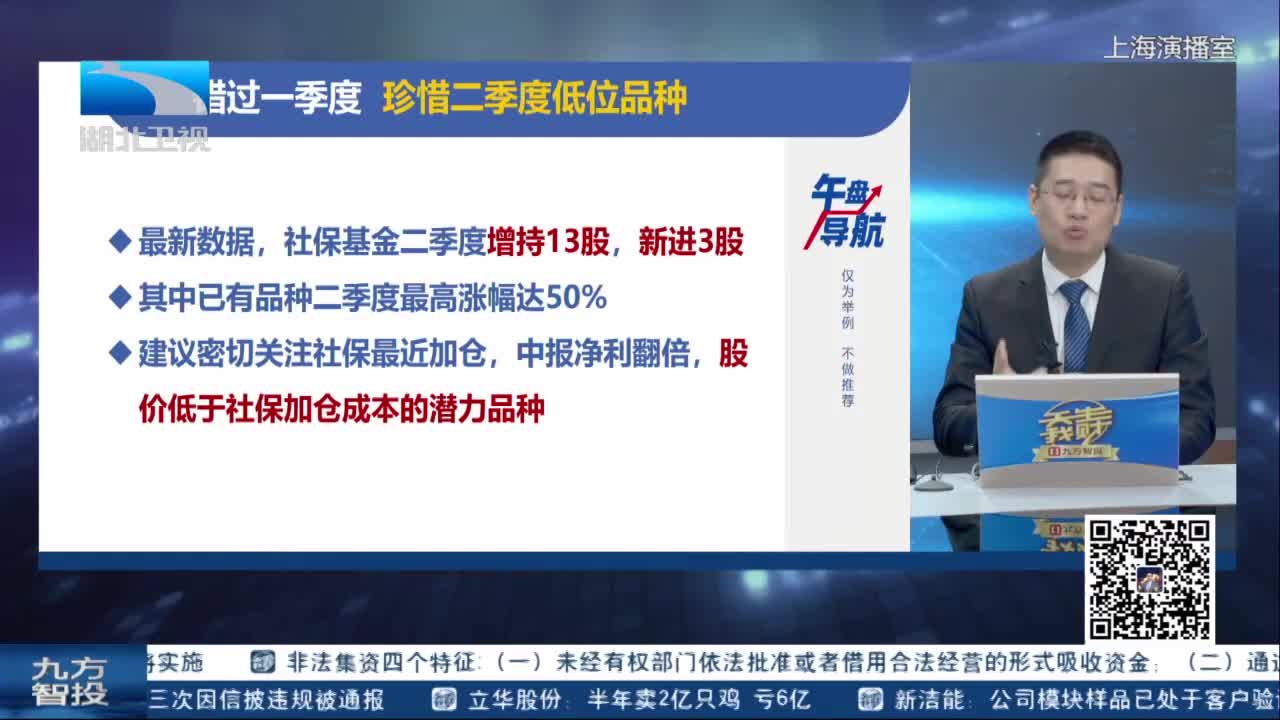 上海演播室
错过一季度 珍惜二季度低位品种
湖北卫视
午盘导航
仅为举例 不做推荐
最新数据，社保基金二季度增持13股，新进3股
其中已有品种二季度最高涨幅达50%
建议密切关注社保最近加仓，中报净利翻倍，股
价低于社保加仓成本的潜力品种
天生我财
九方智投
九方智投
将实施 非法集资四个特征：（一）未经有权部门依法批准或者借用合法经营的形式吸收资金；（二）通过
三次因信披违规被通报 立华股份：半年卖2亿只鸡 亏6亿 新洁能：公司模块样品已处于客户验